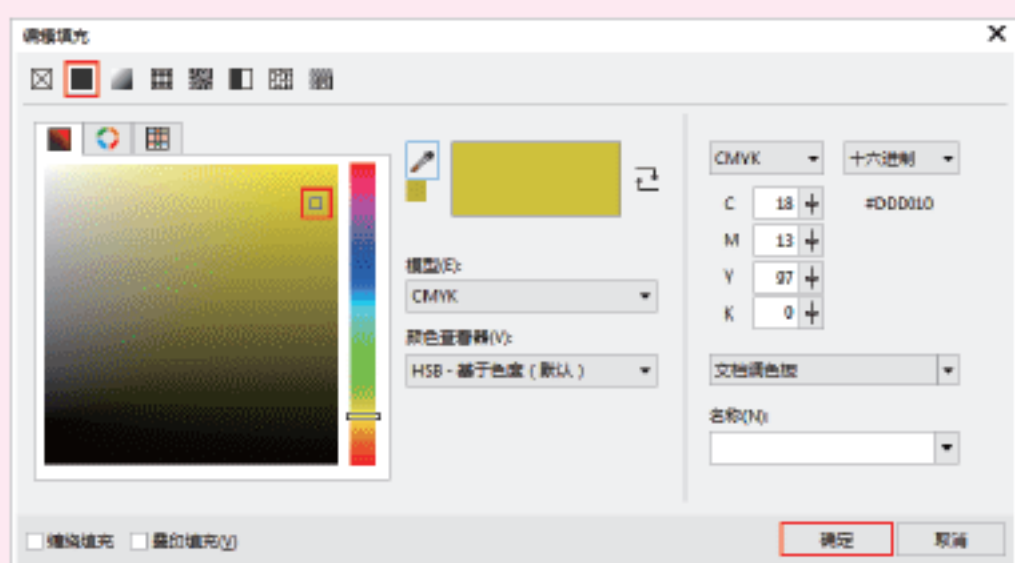 编辑填充
CMYK
十六进制
C 18
#DDD010
M 13
模型(E):
Y 97
CMYK
K 0
颜色查看器(V):
HSB - 基于色度（默认）
文档调色板
名称(N):
缠绕填充
叠印填充(V)
确定
取消